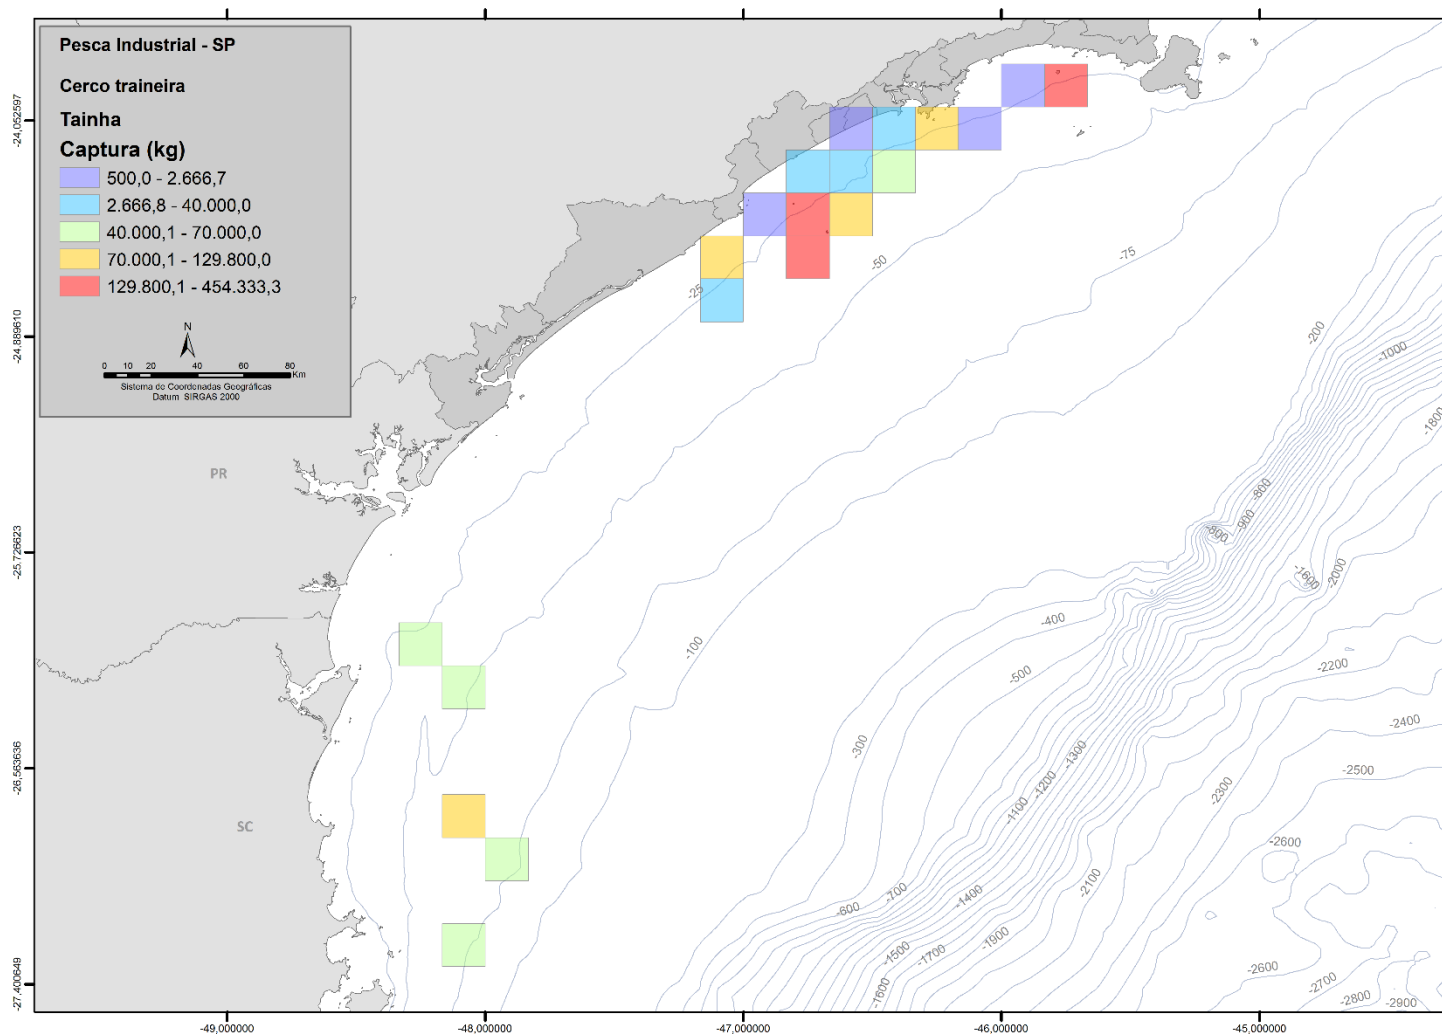 Pesca Industrial - SP
Cerco traineira
Tainha
Captura (kg)
500,0 - 2.666,7
2.666,8 - 40.000,0
40.000,1 - 70.000,0
70.000,1 - 129.800,0
129.800,1 - 454.333,3
N
0 10 20 40 60 80
Km
Sistema de Coordenadas Geográficas
Datum SIRGAS 2000
-24,052597
-24,889610
-25,726623
-26,563636
-27,400649
PR
SC
-25
-50
-75
-100
-200
-1000
-1800
-800
-900
-800
-1600
-2000
-400
-500
-300
-2200
-2400
-2500
-1300
-1200
-1100
-2300
-2600
-700
-600
-1400
-2100
-1500
-1700
-1900
-1600
-2600
-2700
-2800
-2900
-49,000000
-48,000000
-47,000000
-46,000000
-45,000000